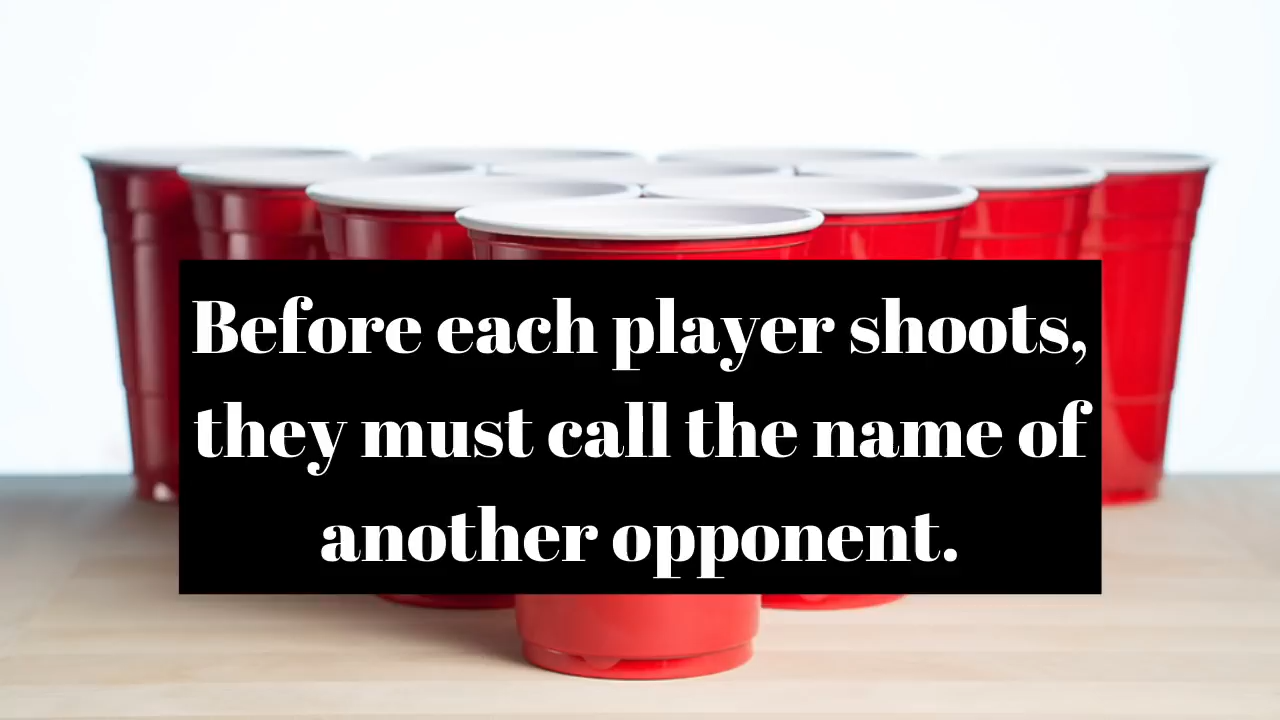 Before each player shoots,
they must call the name of
another opponent.